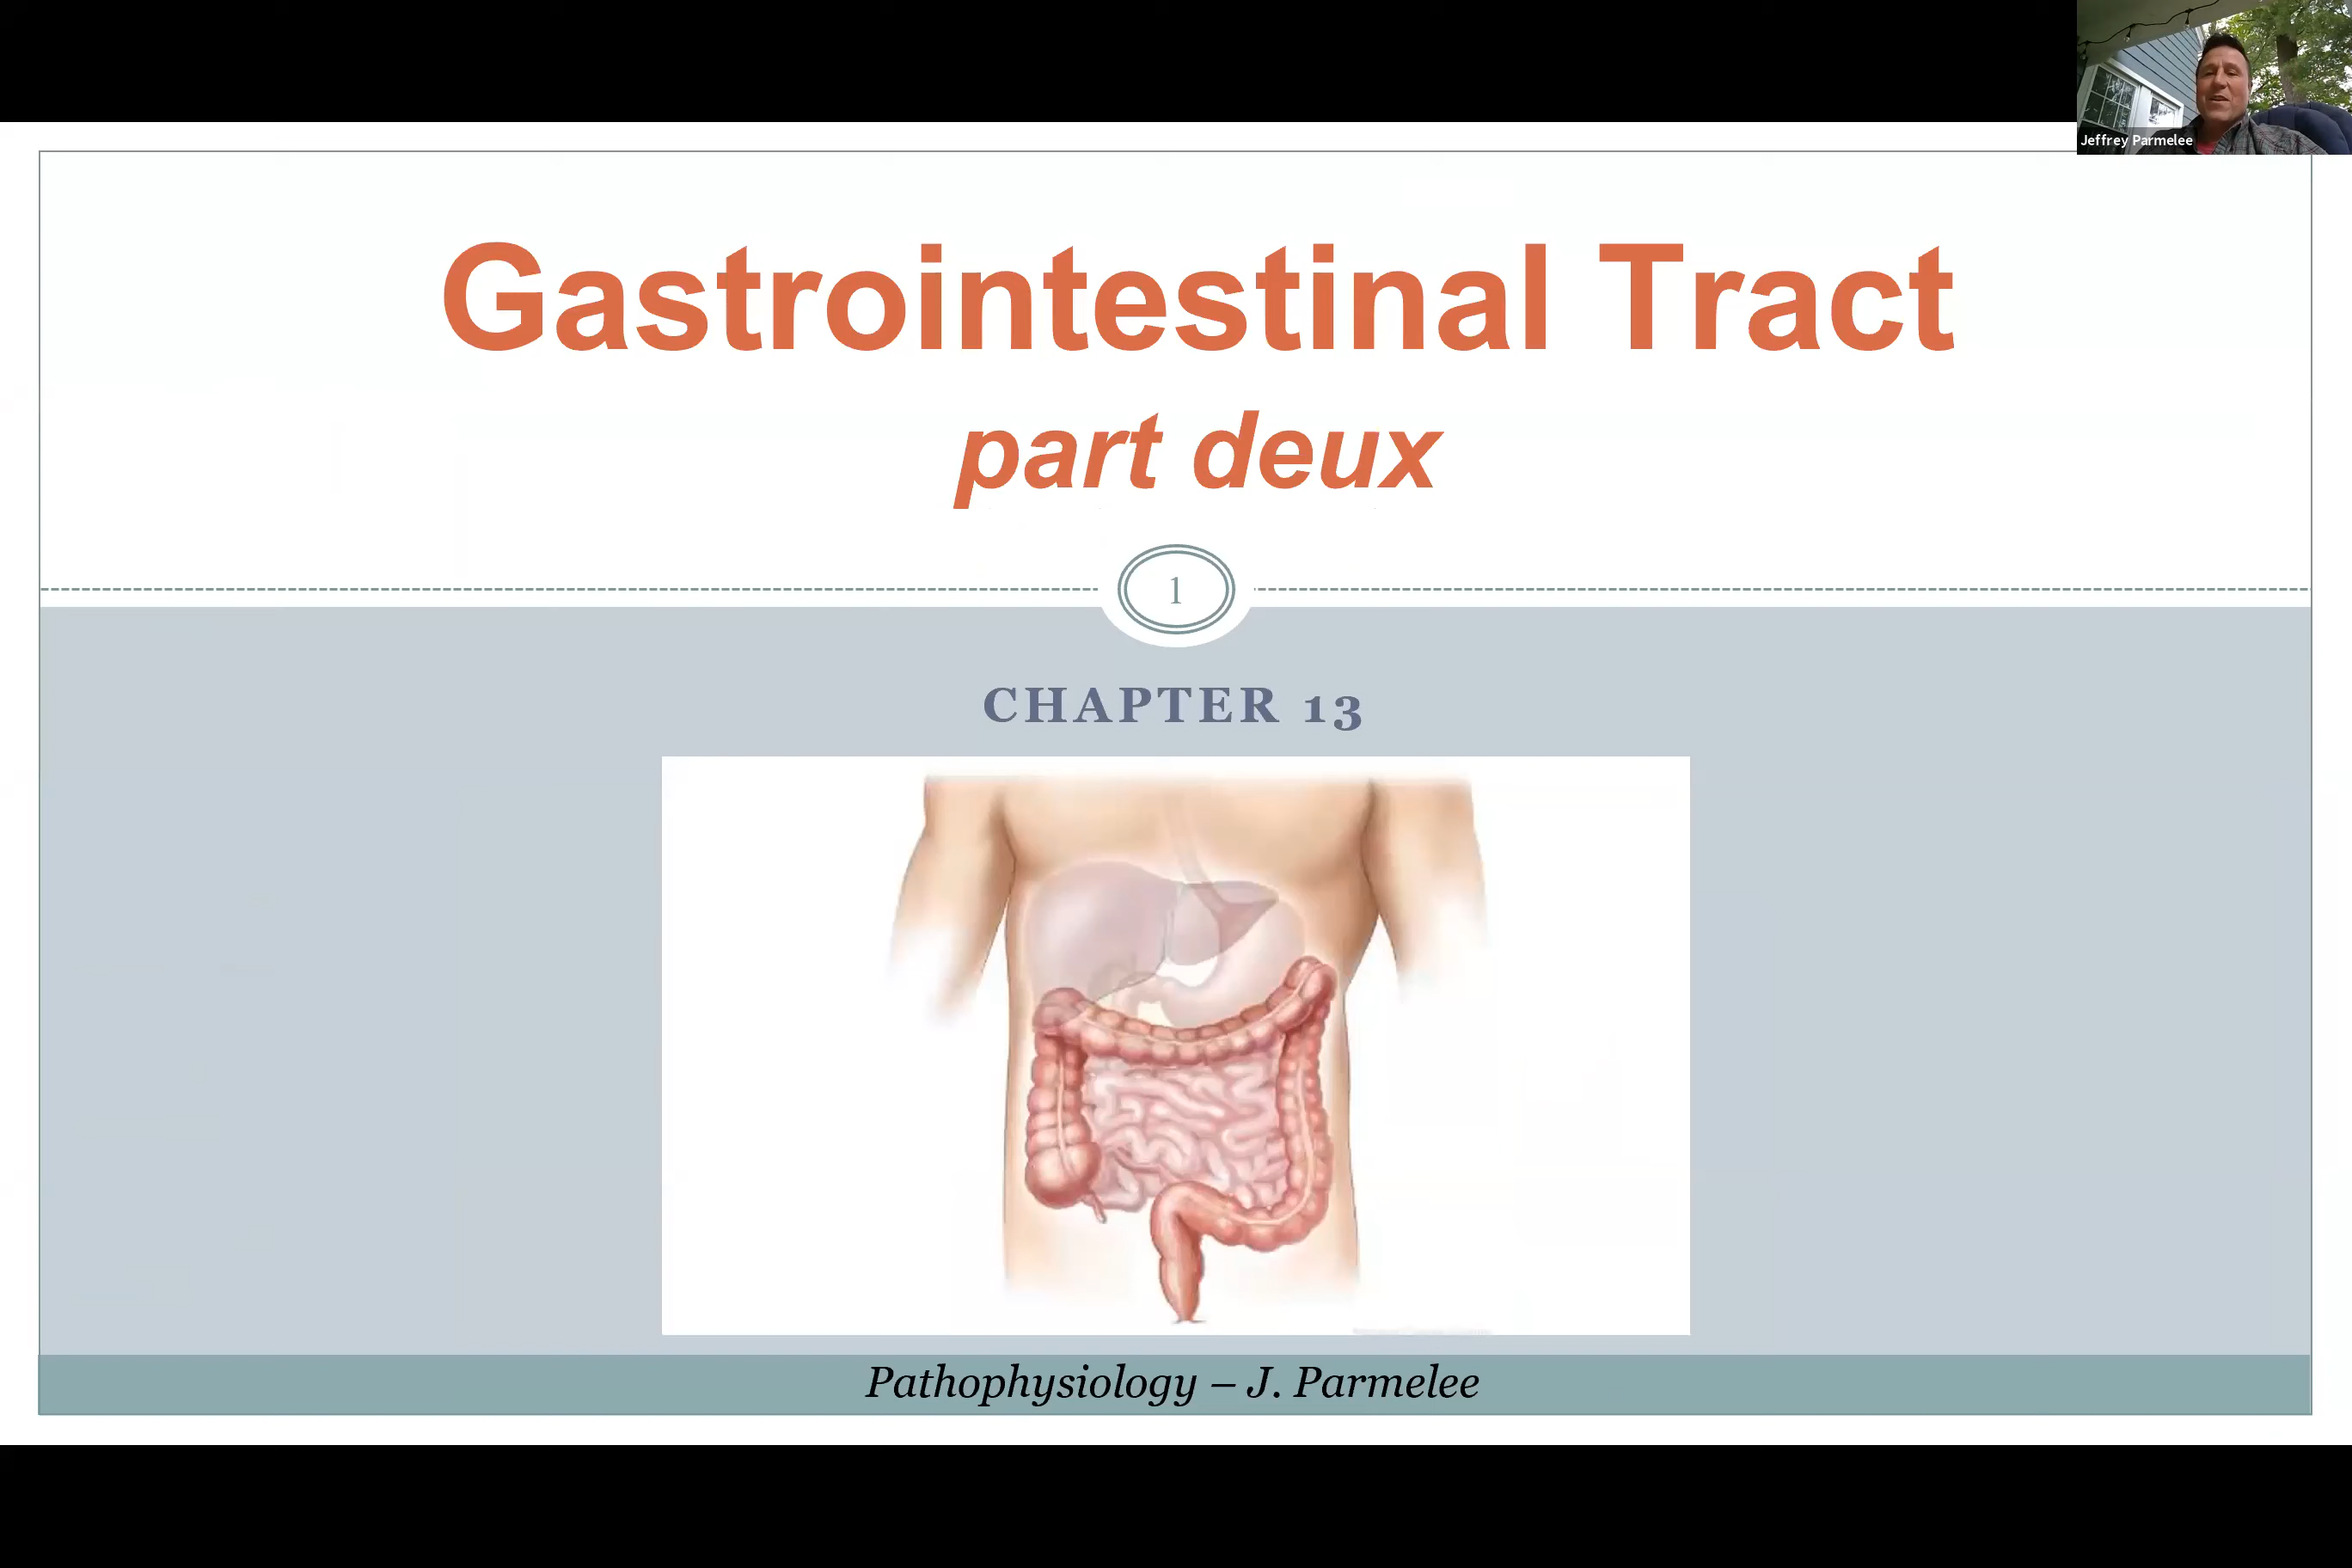 Jeffrey Parmelee
Gastrointestinal Tract
part deux
1
CHAPTER 13
Pathophysiology – J. Parmelee